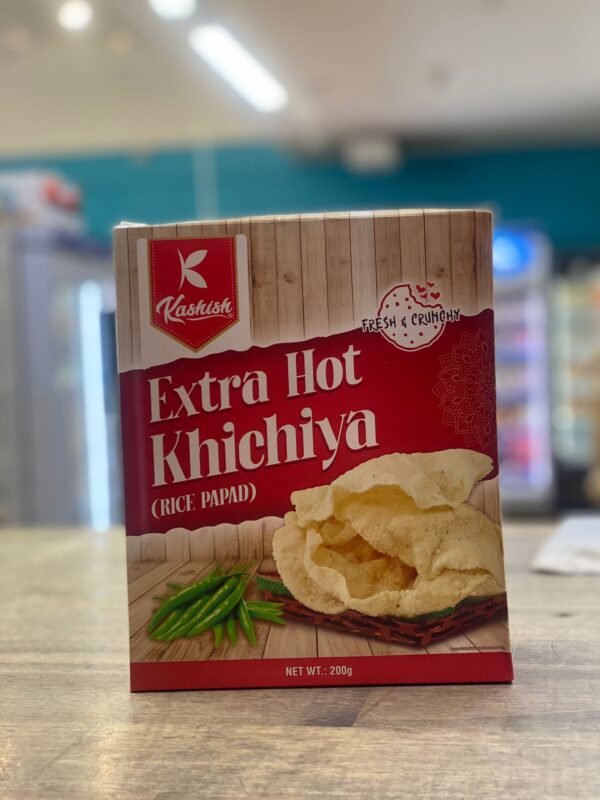 Kashish
FRESH & CRUNCHY
Extra Hot
Khichiya
(RICE PAPAD)
NET WT.: 200g